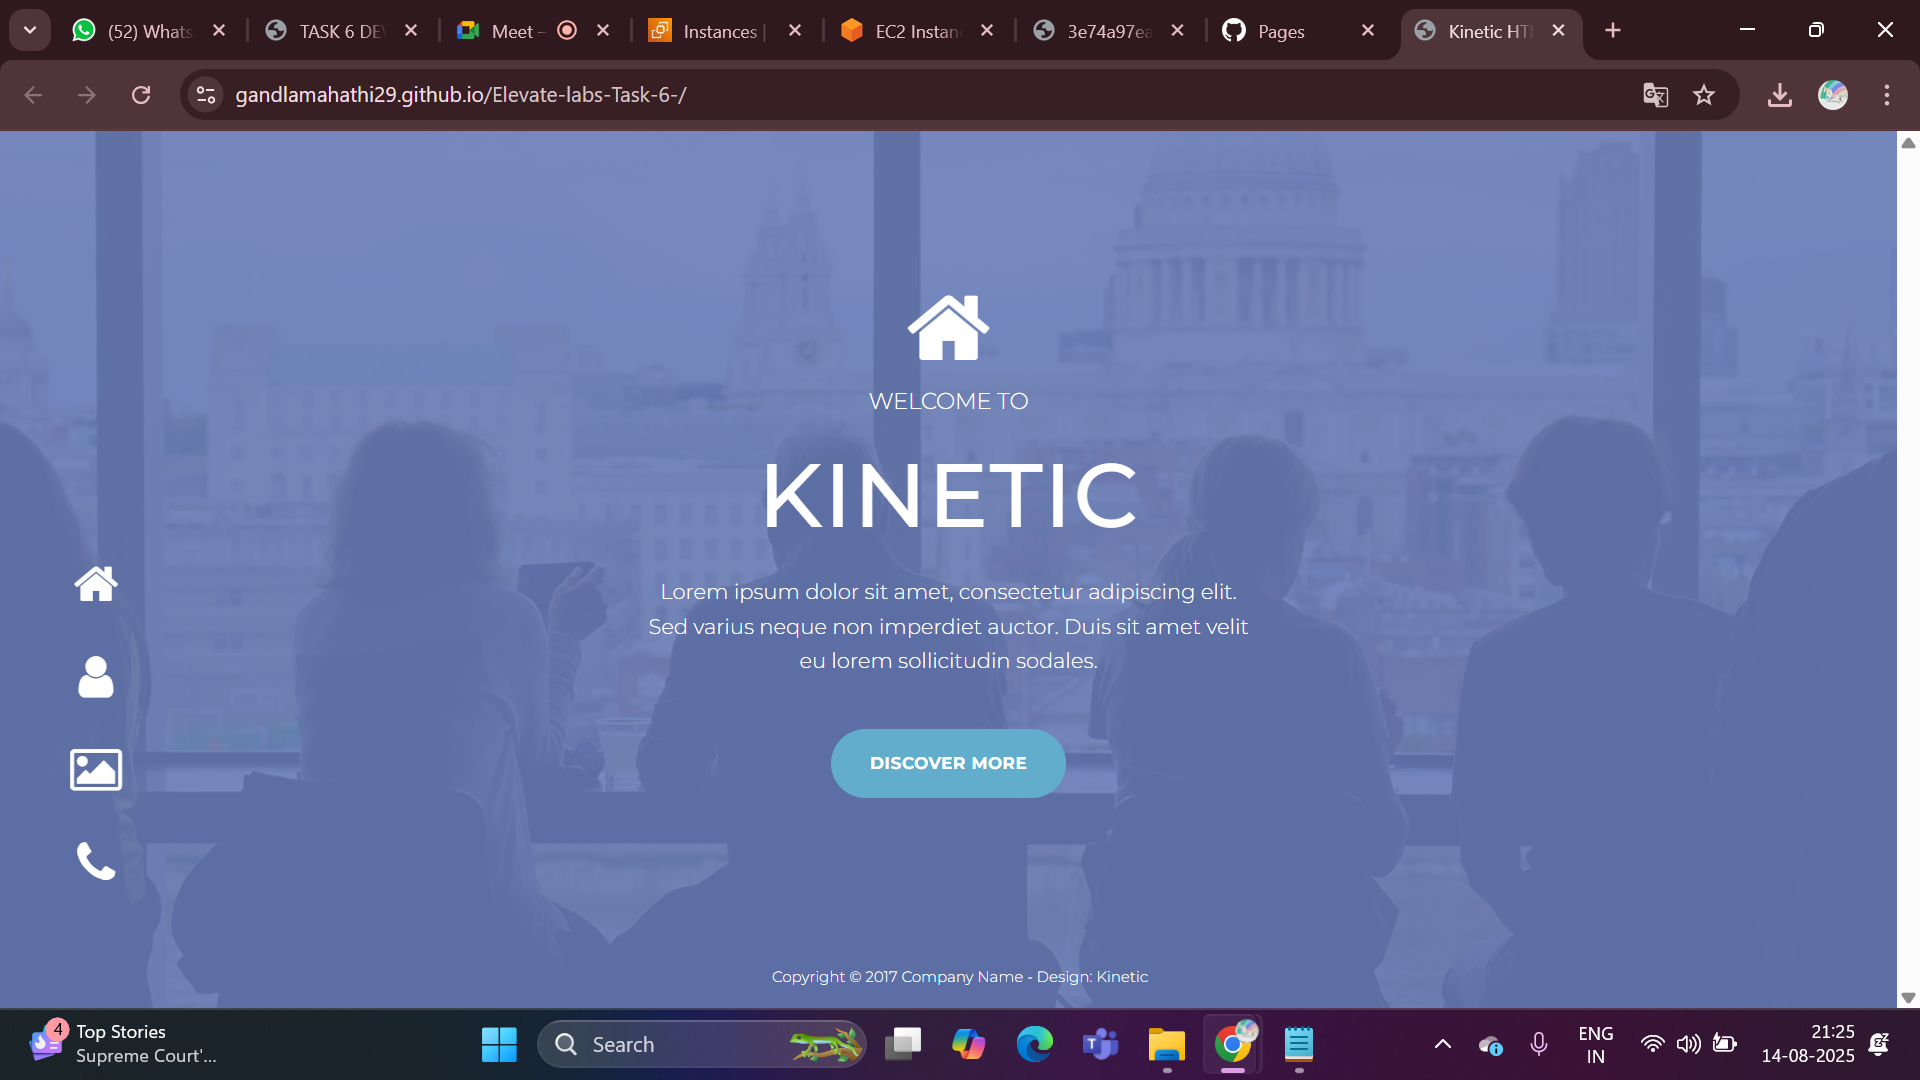 (52) Whats
TASK 6 DEV
Meet –
Instances |
EC2 Instan
3e74a97ea
Pages
Kinetic HTM
gandlamahathi29.github.io/Elevate-labs-Task-6-/
WELCOME TO
KINETIC
Lorem ipsum dolor sit amet, consectetur adipiscing elit.
Sed varius neque non imperdiet auctor. Duis sit amet velit
eu lorem sollicitudin sodales.
DISCOVER MORE
Copyright © 2017 Company Name - Design: Kinetic
4
Top Stories
Supreme Court'...
Search
ENG
IN
21:25
14-08-2025